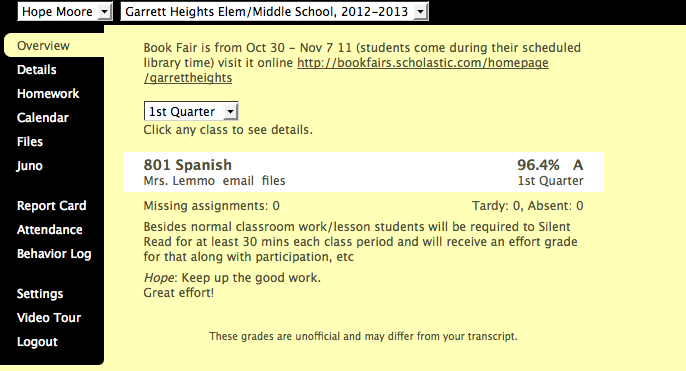 Hope Moore Garrett Heights Elem/Middle School, 2012-2013
Overview
Details
Homework
Calendar
Files
Juno
Report Card
Attendance
Behavior Log
Settings
Video Tour
Logout
Book Fair is from Oct 30 - Nov 7 11 (students come during their scheduled
library time) visit it online http://bookfairs.scholastic.com/homepage
/garrettheights
1st Quarter
Click any class to see details.
801 Spanish 96.4% A
Mrs. Lemmo email files 1st Quarter
Missing assignments: 0 Tardy: 0, Absent: 0
Besides normal classroom work/lesson students will be required to Silent
Read for at least 30 mins each class period and will receive an effort grade
for that along with participation, etc
Hope: Keep up the good work.
Great effort!
These grades are unofficial and may differ from your transcript.